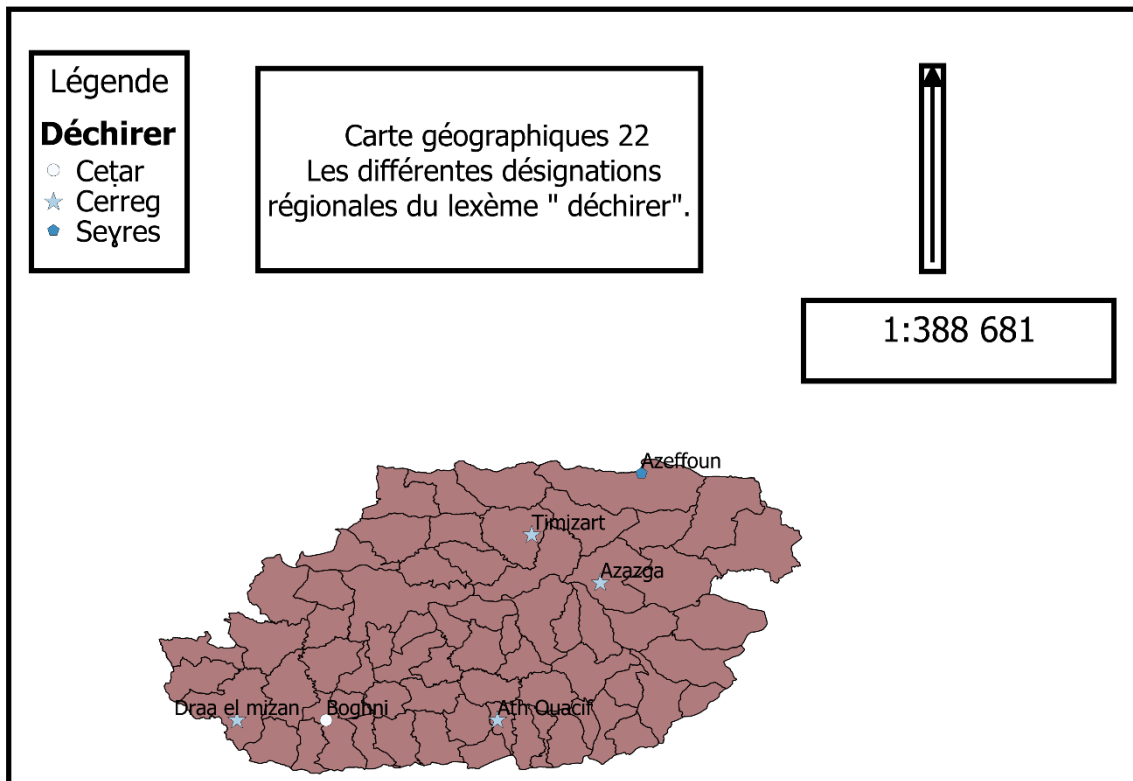 Légende
Déchirer
Ceṭar
Cerreg
Seɣres
Carte géographiques 22
Les différentes désignations
régionales du lexème " déchirer".
1:388 681
Azeffoun
Timizart
Azazga
Draa el mizan
Boghni
Ath Ouacif